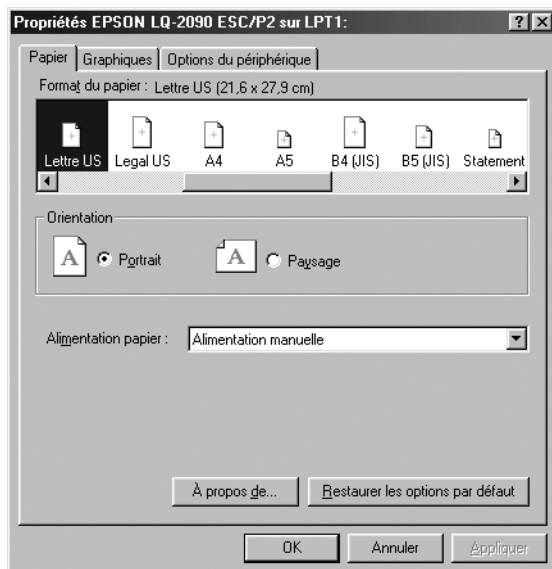 Propriétés EPSON LQ-2090 ESC/P2 sur LPT1:
Papier Graphiques Options du périphérique
Format du papier : Lettre US (21,6 x 27,9 cm)
Lettre US Legal US A4 A5 B4 (JIS) B5 (JIS) Statement
Orientation
A Portrait A Paysage
Alimentation papier : Alimentation manuelle
À propos de... Restaurer les options par défaut
OK Annuler Appliquer